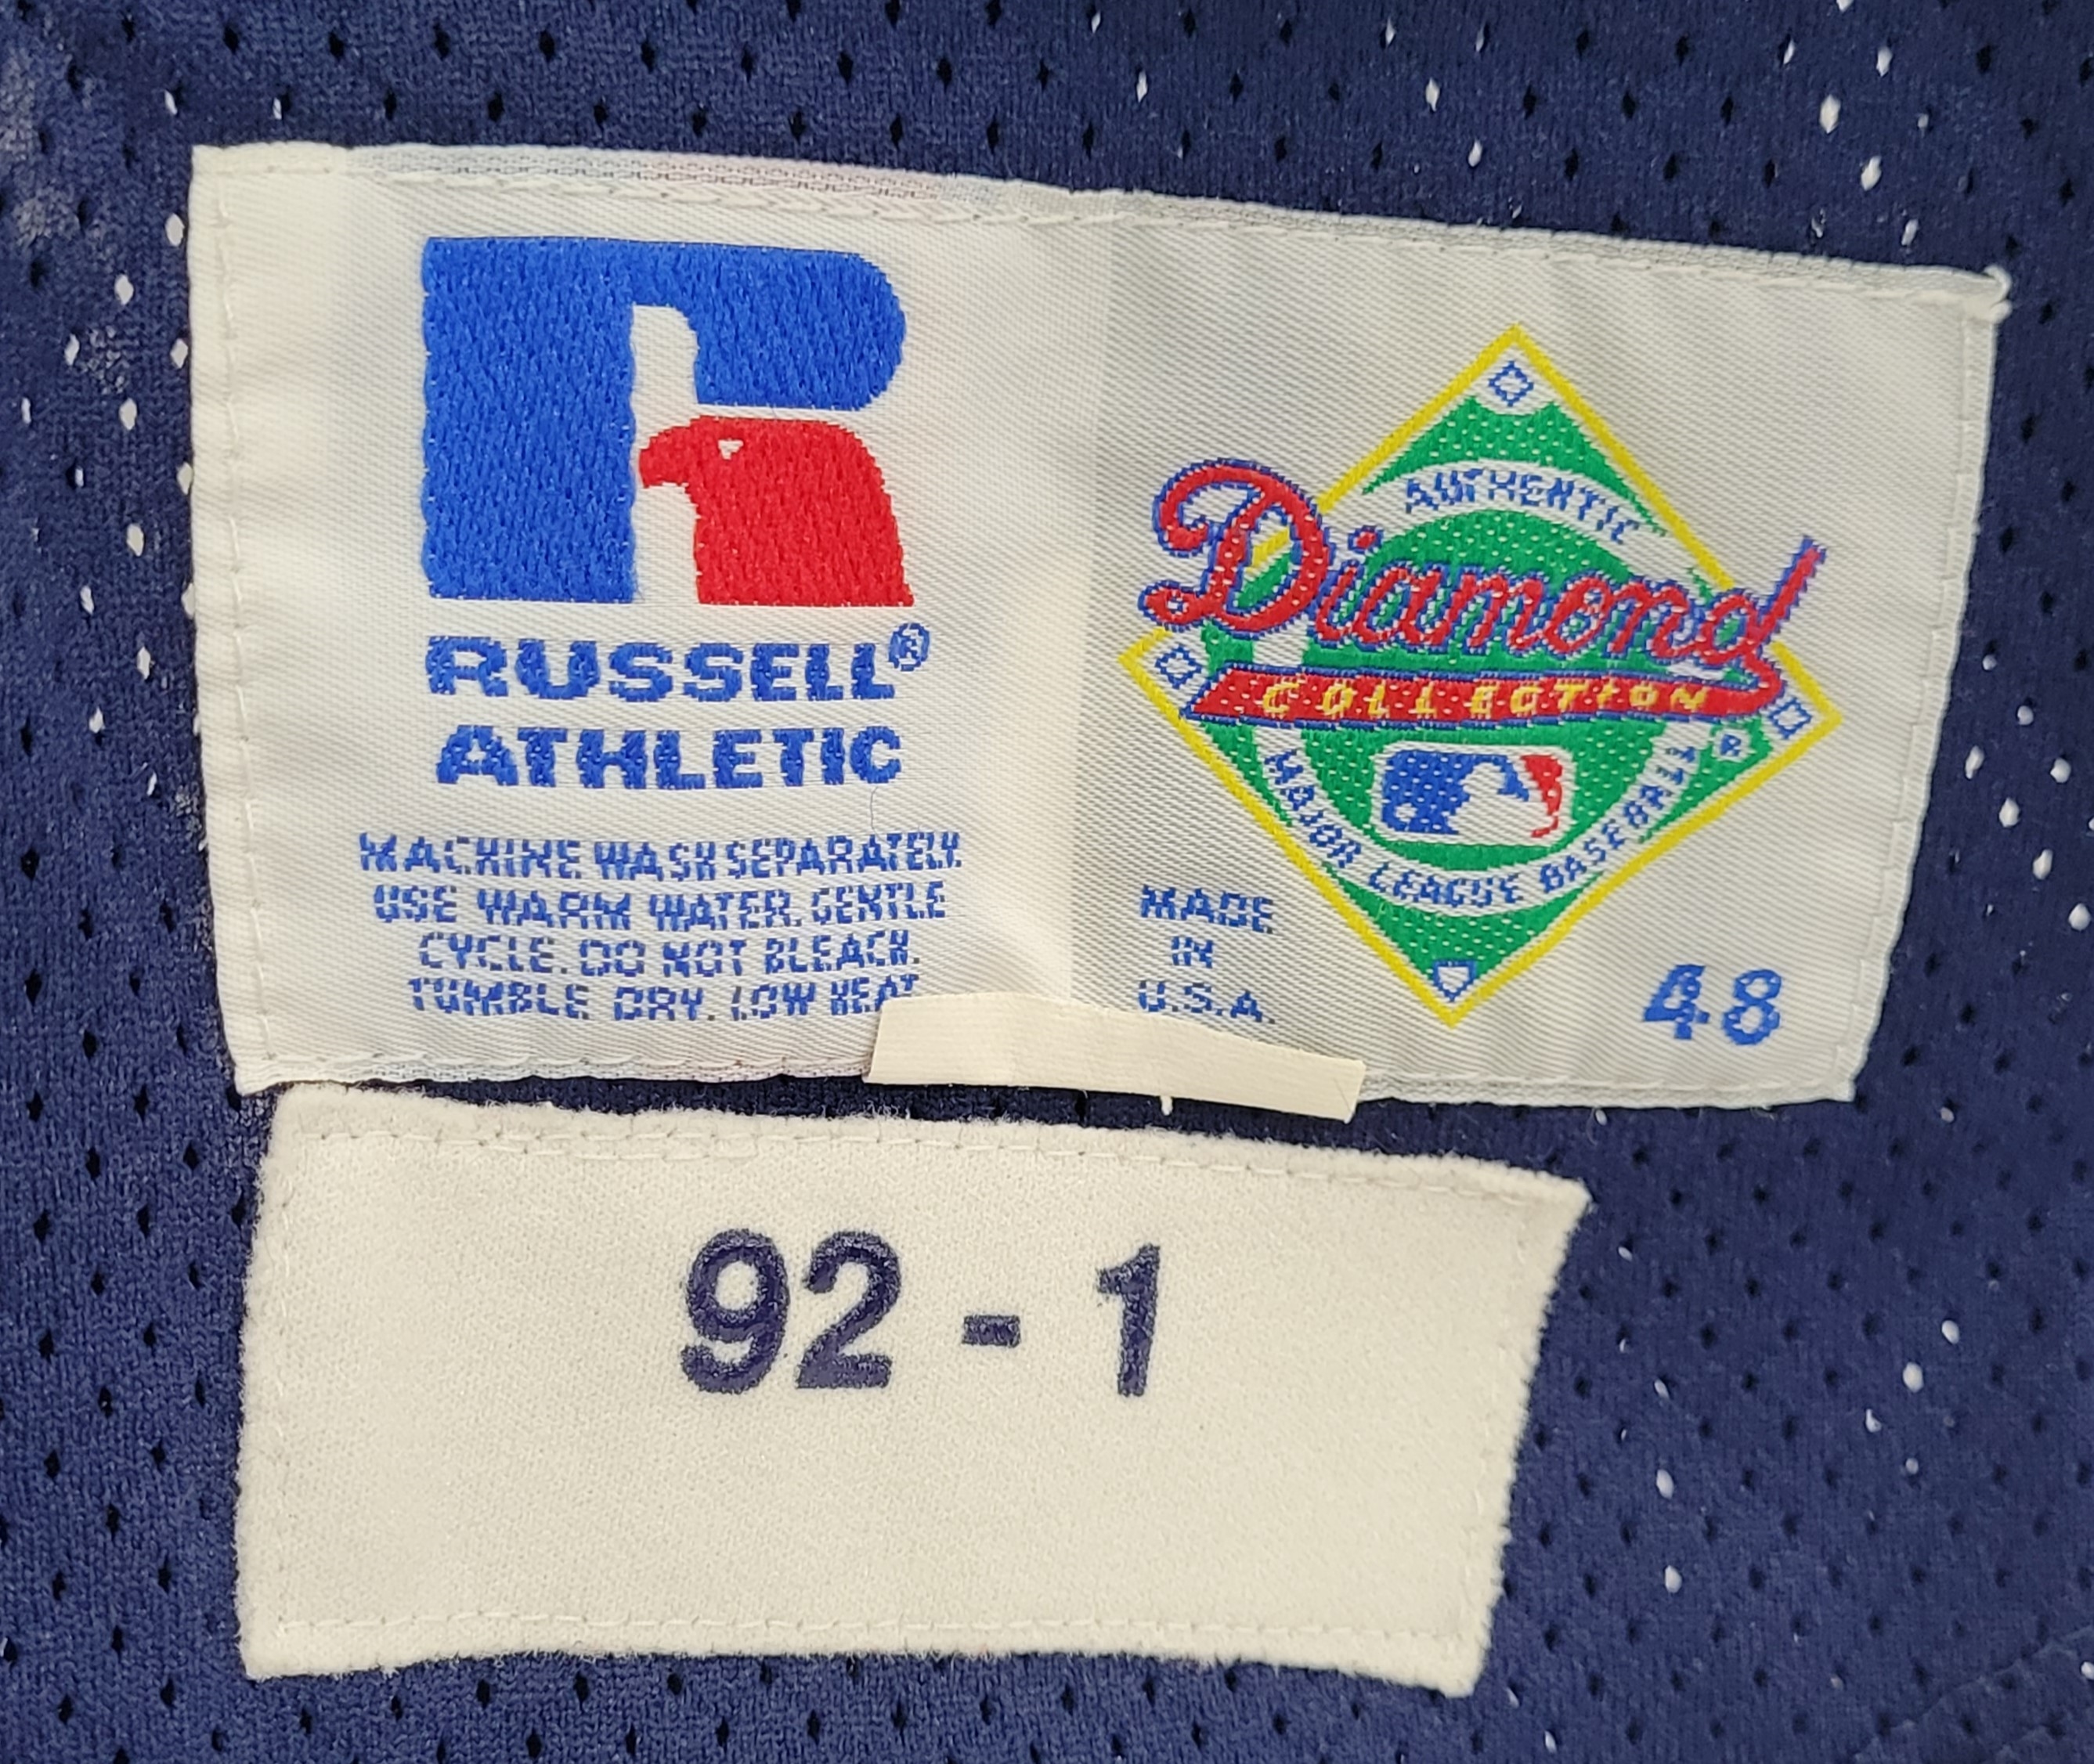 RUSSELL®
ATHLETIC
MACHINE WASH SEPARATELY.
USE WARM WATER. GENTLE
CYCLE. DO NOT BLEACH.
TUMBLE DRY. LOW HEAT
AUTHENTIC
Diamond
COLLECTION
®
MAJOR LEAGUE BASEBALL
MADE
IN
U.S.A.
48
92 - 1